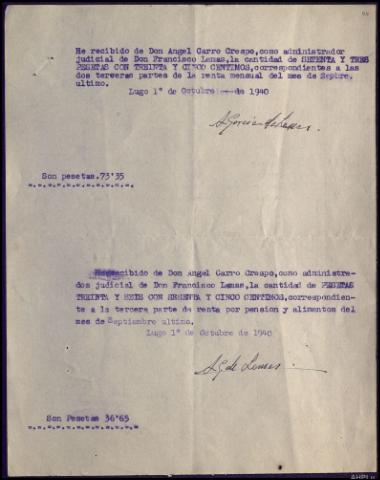 He recibido de Don Angel Carro Crespo,como administrador
judicial de Don Francisco Lamas,la cantidad de SETENTA Y TRES
PESETAS CON TREINTA Y CINCO CENTIMOS,correspondientes a las
dos terceras partes de la renta mensual del mes de Sepbre,
ultimo.
Lugo 1º de Octubre de 1940
Son pesetas.73'35
recibido de Don Angel Carro Crespo,como administra-
dos judicial de Don Francisco Lamas,la cantidad de PESETAS
TREINTA Y SEIS CON SESENTA Y CINCO CENTIMOS,correspondien-
te a la tercera parte de renta por pension y alimentos del
mes de Septiembre ultimo.
Lugo 1º de Octubre de 1940
Son Pesetas 36'65